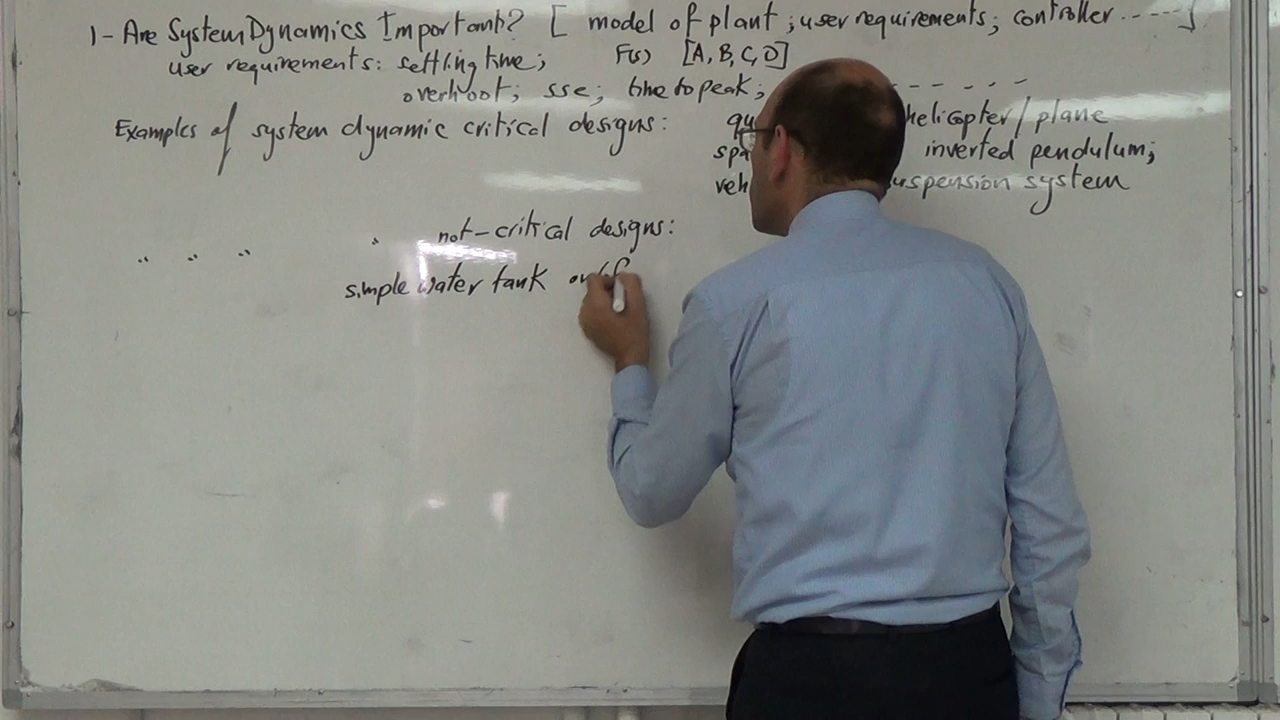 1- Are System Dynamics Important? [ model of plant ; user requirements; controller - - - - - ]
user requirements: settling time; F(s) [A, B, C, D]
overshoot; sse; time to peak; - - - - - -
Examples of system dynamic critical designs: helicopter / plane
inverted pendulum;
suspension system
" " " " not-critical designs:
simple water tank